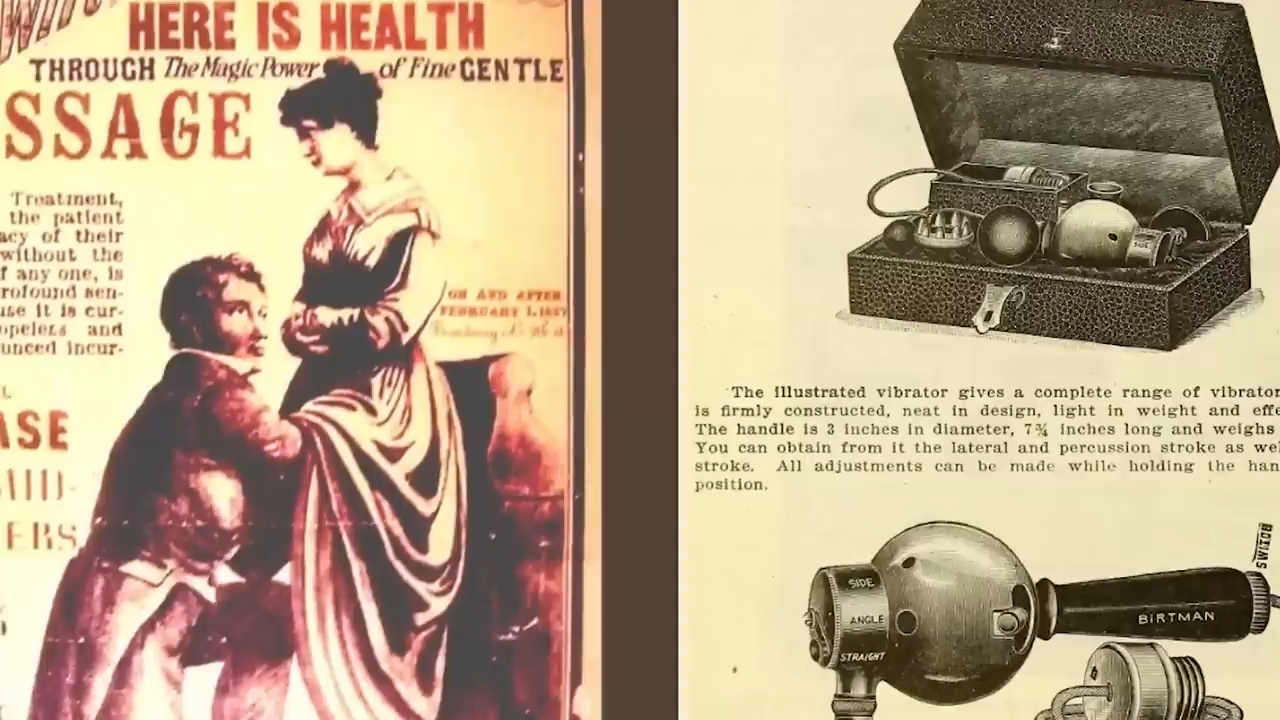 HERE IS HEALTH
THROUGH The Magic Power of Fine GENTLE
SSAGE
Treatment,
the patient
acy of their
without the
f any one, is
rofound sen-
use it is cur-
opeless and
unced incur-
ON AND AFTER
FEBRUARY 1, 1857
ASE
AID-
ERS
SIDE
The illustrated vibrator gives a complete range of vibrator
is firmly constructed, neat in design, light in weight and effe
The handle is 3 inches in diameter, 7¾ inches long and weighs
You can obtain from it the lateral and percussion stroke as we
stroke. All adjustments can be made while holding the han
position.
SWITCH
SIDE
ANGLE
STRAIGHT
BIRTMAN